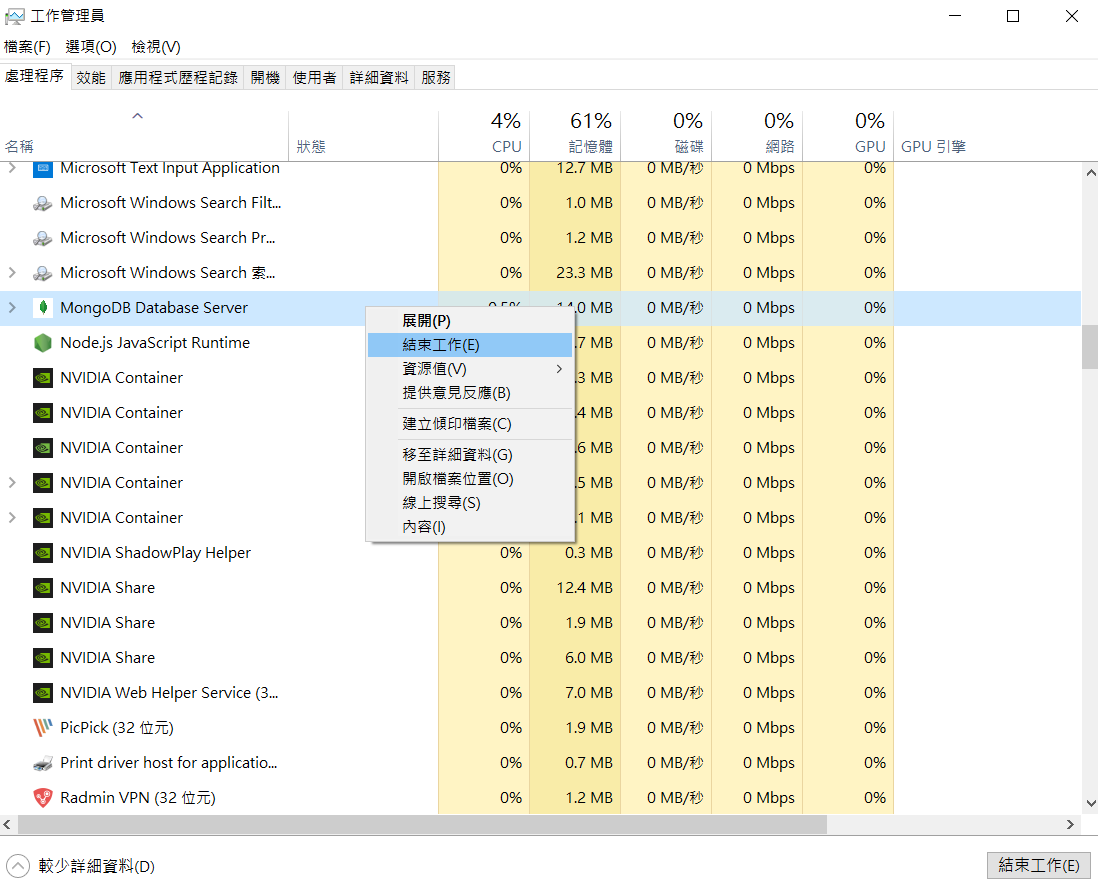 工作管理員
檔案(F) 選項(O) 檢視(V)
處理程序 效能 應用程式歷程記錄 開機 使用者 詳細資料 服務
4% 61% 0% 0% 0%
名稱 狀態 CPU 記憶體 磁碟 網路 GPU GPU 引擎
Microsoft Text Input Application 0% 12.7 MB 0 MB/秒 0 Mbps 0%
Microsoft Windows Search Filt... 0% 1.0 MB 0 MB/秒 0 Mbps 0%
Microsoft Windows Search Pr... 0% 1.2 MB 0 MB/秒 0 Mbps 0%
Microsoft Windows Search 索... 0% 23.3 MB 0 MB/秒 0 Mbps 0%
MongoDB Database Server 0.5% 14.0 MB 0 MB/秒 0 Mbps 0%
Node.js JavaScript Runtime .7 MB 0 MB/秒 0 Mbps 0%
NVIDIA Container .3 MB 0 MB/秒 0 Mbps 0%
NVIDIA Container .4 MB 0 MB/秒 0 Mbps 0%
NVIDIA Container .6 MB 0 MB/秒 0 Mbps 0%
NVIDIA Container .5 MB 0 MB/秒 0 Mbps 0%
NVIDIA Container .1 MB 0 MB/秒 0 Mbps 0%
NVIDIA ShadowPlay Helper 0% 0.3 MB 0 MB/秒 0 Mbps 0%
NVIDIA Share 0% 12.4 MB 0 MB/秒 0 Mbps 0%
NVIDIA Share 0% 1.9 MB 0 MB/秒 0 Mbps 0%
NVIDIA Share 0% 6.0 MB 0 MB/秒 0 Mbps 0%
NVIDIA Web Helper Service (3... 0% 7.0 MB 0 MB/秒 0 Mbps 0%
PicPick (32 位元) 0% 1.9 MB 0 MB/秒 0 Mbps 0%
Print driver host for applicatio... 0% 0.7 MB 0 MB/秒 0 Mbps 0%
Radmin VPN (32 位元) 0% 1.2 MB 0 MB/秒 0 Mbps 0%
展開(P)
結束工作(E)
資源值(V)
提供意見反應(B)
建立傾印檔案(C)
移至詳細資料(G)
開啟檔案位置(O)
線上搜尋(S)
內容(I)
較少詳細資料(D) 結束工作(E)